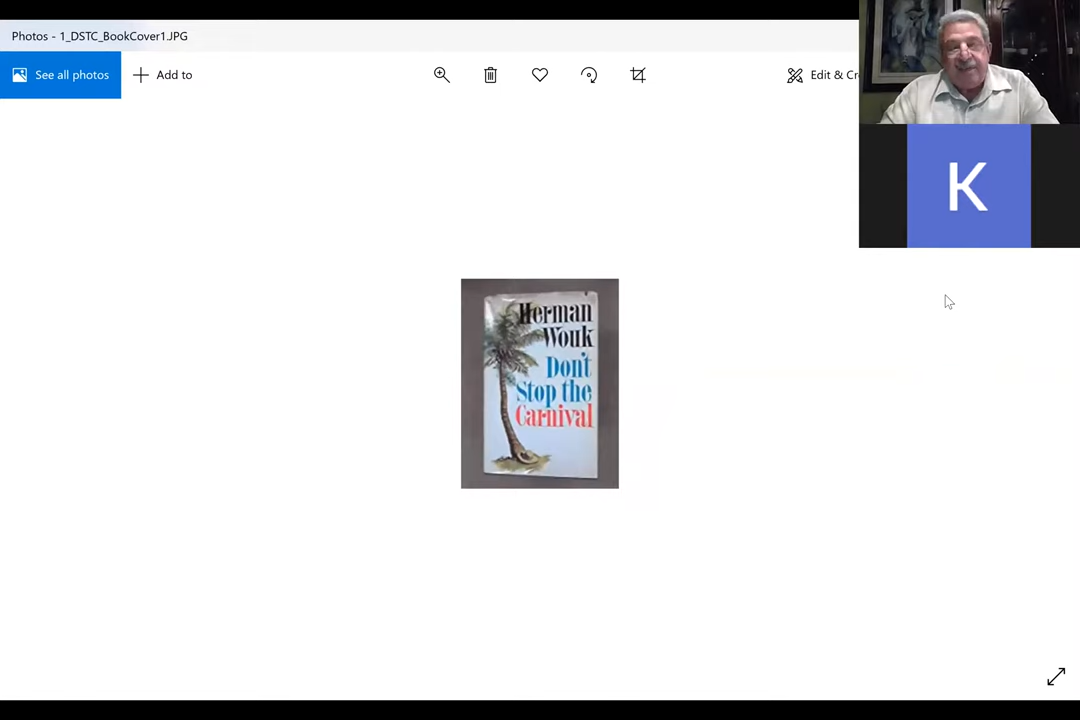 Photos - 1_DSTC_BookCover1.JPG
See all photos
Add to
Edit & Cr
K
Herman
Wouk
Don't
Stop the
Carnival